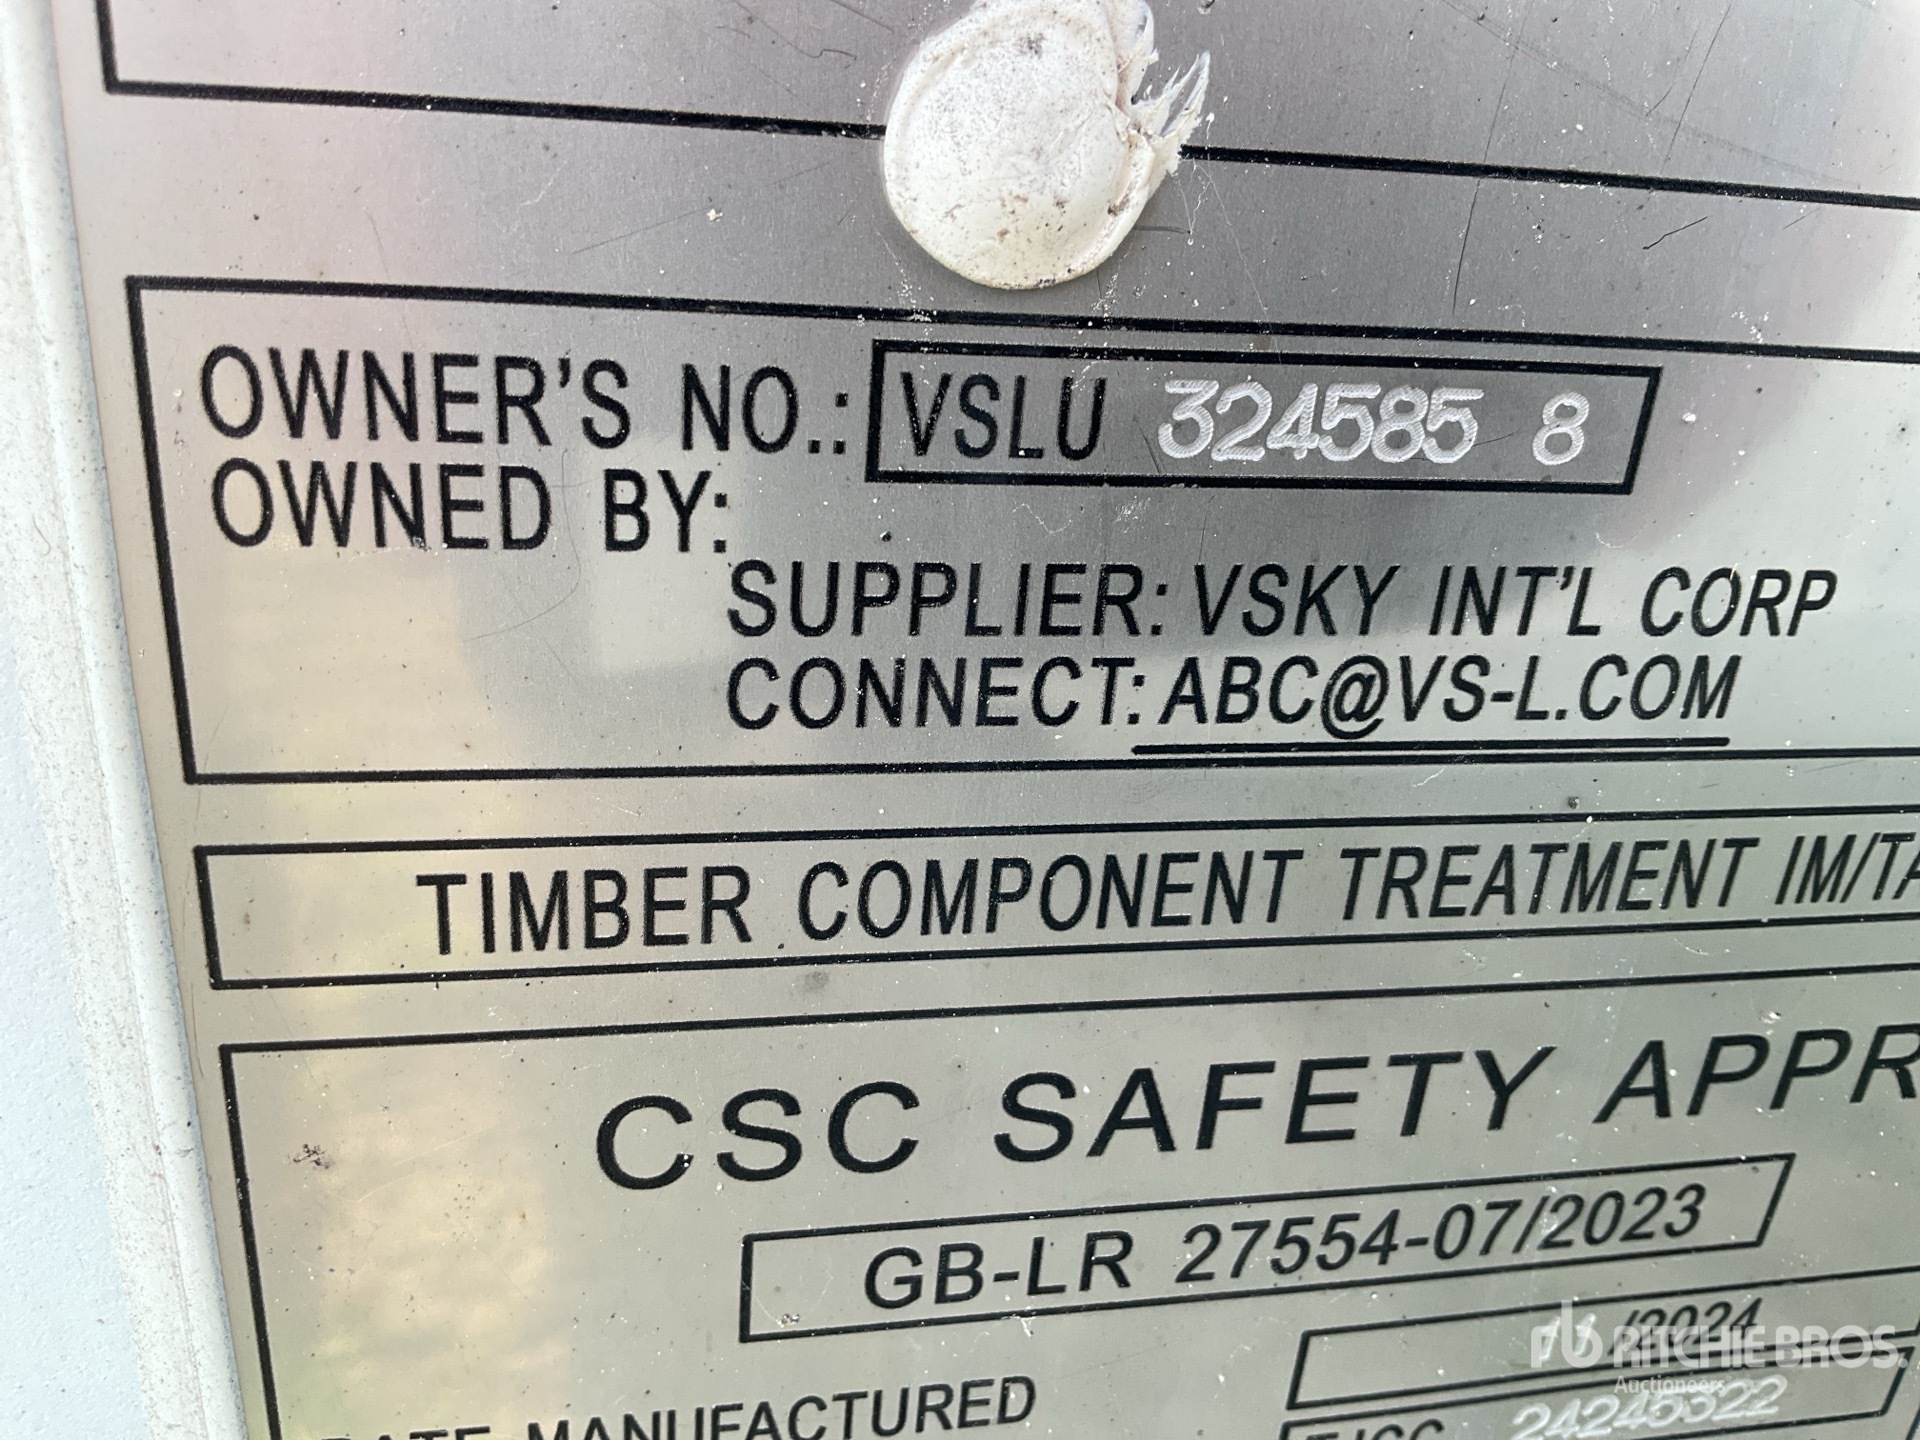 OWNER'S NO.: VSLU 324585 8
OWNED BY:
SUPPLIER: VSKY INT'L CORP
CONNECT: ABC@VS-L.COM
TIMBER COMPONENT TREATMENT IM/TA
CSC SAFETY APPR
GB-LR 27554-07/2023
/2024
RITCHIE BROS.
Auctioneers
DATE MANUFACTURED